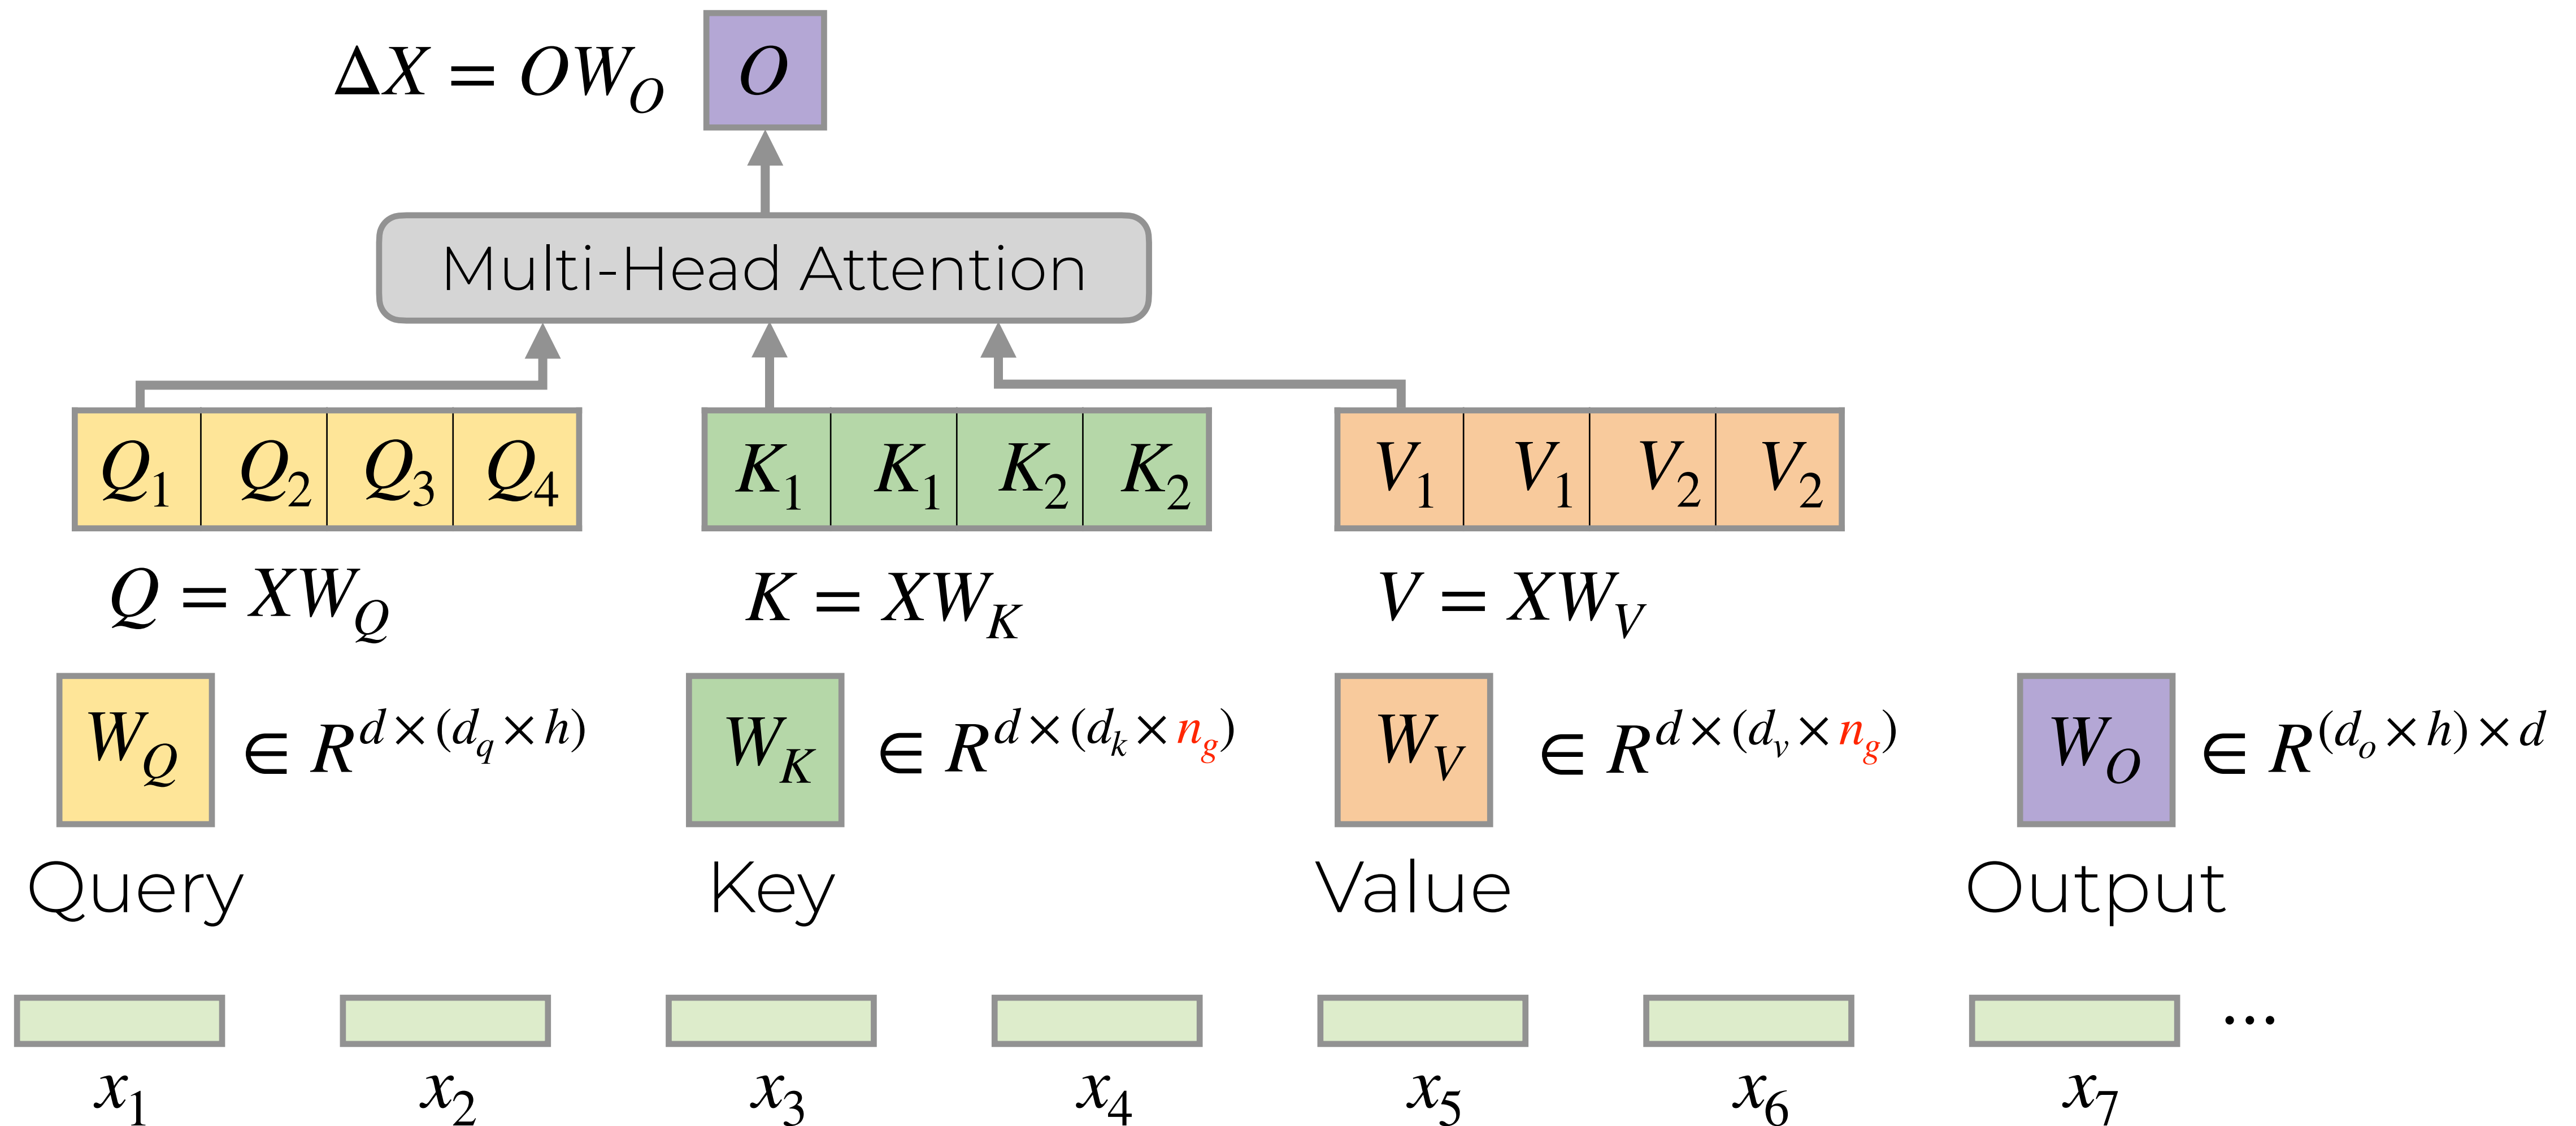 ΔX = OW_O O
Multi-Head Attention
Q_1 Q_2 Q_3 Q_4 K_1 K_1 K_2 K_2 V_1 V_1 V_2 V_2
Q = XW_Q K = XW_K V = XW_V
W_Q ∈ R^{d×(d_q×h)} W_K ∈ R^{d×(d_k×n_g)} W_V ∈ R^{d×(d_v×n_g)} W_O ∈ R^{(d_o×h)×d}
Query Key Value Output
...
x_1 x_2 x_3 x_4 x_5 x_6 x_7